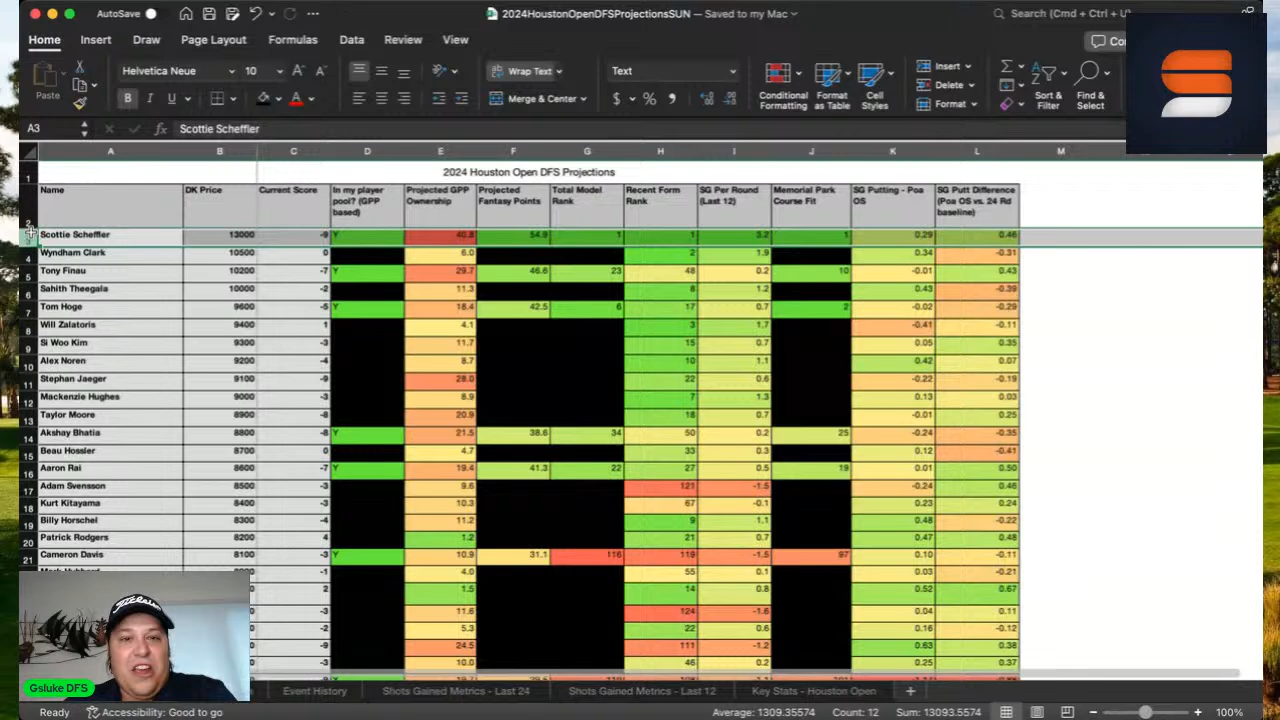 AutoSave
2024HoustonOpenDFSProjectionsSUN — Saved to my Mac
Search (Cmd + Ctrl + U)
Home Insert Draw Page Layout Formulas Data Review View
Paste
Helvetica Neue 10
Wrap Text
Text
Merge & Center
Conditional Formatting
Format as Table
Cell Styles
Insert
Delete
Format
Sort & Filter
Find & Select
A3 fx Scottie Scheffler
A B C D E F G H I J K L M
1 2024 Houston Open DFS Projections
2 Name DK Price Current Score In my player pool? (GPP based) Projected GPP Ownership Projected Fantasy Points Total Model Rank Recent Form Rank SG Per Round (Last 12) Memorial Park Course Fit SG Putting - Poa OS SG Putt Difference (Poa OS vs. 24 Rd baseline)
Scottie Scheffler 13000 -9 Y 40.8 54.9 1 1 3.2 1 0.29 0.46
4 Wyndham Clark 10500 0 6.0 2 1.9 0.34 -0.31
5 Tony Finau 10200 -7 Y 29.7 46.6 23 48 0.2 10 -0.01 0.43
6 Sahith Theegala 10000 -2 11.3 8 1.2 0.43 -0.39
7 Tom Hoge 9600 -5 Y 18.4 42.5 6 17 0.7 2 -0.02 -0.29
8 Will Zalatoris 9400 1 4.1 3 1.7 -0.41 -0.11
9 Si Woo Kim 9300 -3 11.7 15 0.7 0.05 0.35
10 Alex Noren 9200 -4 8.7 10 1.1 0.42 0.07
11 Stephan Jaeger 9100 -9 28.0 22 0.6 -0.22 -0.19
12 Mackenzie Hughes 9000 -3 8.9 7 1.3 0.13 0.03
13 Taylor Moore 8900 -8 20.9 18 0.7 -0.01 0.25
14 Akshay Bhatia 8800 -8 Y 21.5 38.6 34 50 0.2 25 -0.24 -0.35
15 Beau Hossler 8700 0 4.7 33 0.3 0.12 -0.41
16 Aaron Rai 8600 -7 Y 19.4 41.3 22 27 0.5 19 0.01 0.50
17 Adam Svensson 8500 -3 9.6 121 -1.5 -0.24 0.46
18 Kurt Kitayama 8400 -3 10.3 67 -0.1 0.23 0.24
19 Billy Horschel 8300 -4 11.2 9 1.1 0.48 -0.22
20 Patrick Rodgers 8200 4 1.2 21 0.7 0.47 0.48
21 Cameron Davis 8100 -3 Y 10.9 31.1 116 119 -1.5 97 0.10 -0.11
-1 4.0 55 0.1 0.03 -0.21
2 1.5 14 0.8 0.52 0.67
-3 11.6 124 -1.6 0.04 0.11
-2 5.3 22 0.6 0.16 -0.12
-9 24.5 111 -1.2 0.63 0.38
-3 10.0 46 0.2 0.25 0.37
Gsluke DFS
Event History Shots Gained Metrics - Last 24 Shots Gained Metrics - Last 12 Key Stats - Houston Open
Ready Accessibility: Good to go Average: 1309.35574 Count: 12 Sum: 13093.5574 100%